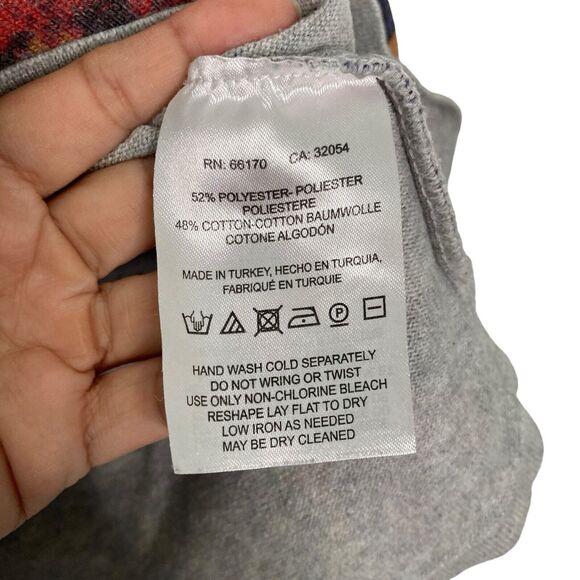 RN: 66170 CA: 32054
52% POLYESTER- POLIESTER
POLIESTERE
48% COTTON-COTTON BAUMWOLLE
COTONE ALGODÓN
MADE IN TURKEY, HECHO EN TURQUIA,
FABRIQUÉ EN TURQUIE
HAND WASH COLD SEPARATELY
DO NOT WRING OR TWIST
USE ONLY NON-CHLORINE BLEACH
RESHAPE LAY FLAT TO DRY
LOW IRON AS NEEDED
MAY BE DRY CLEANED